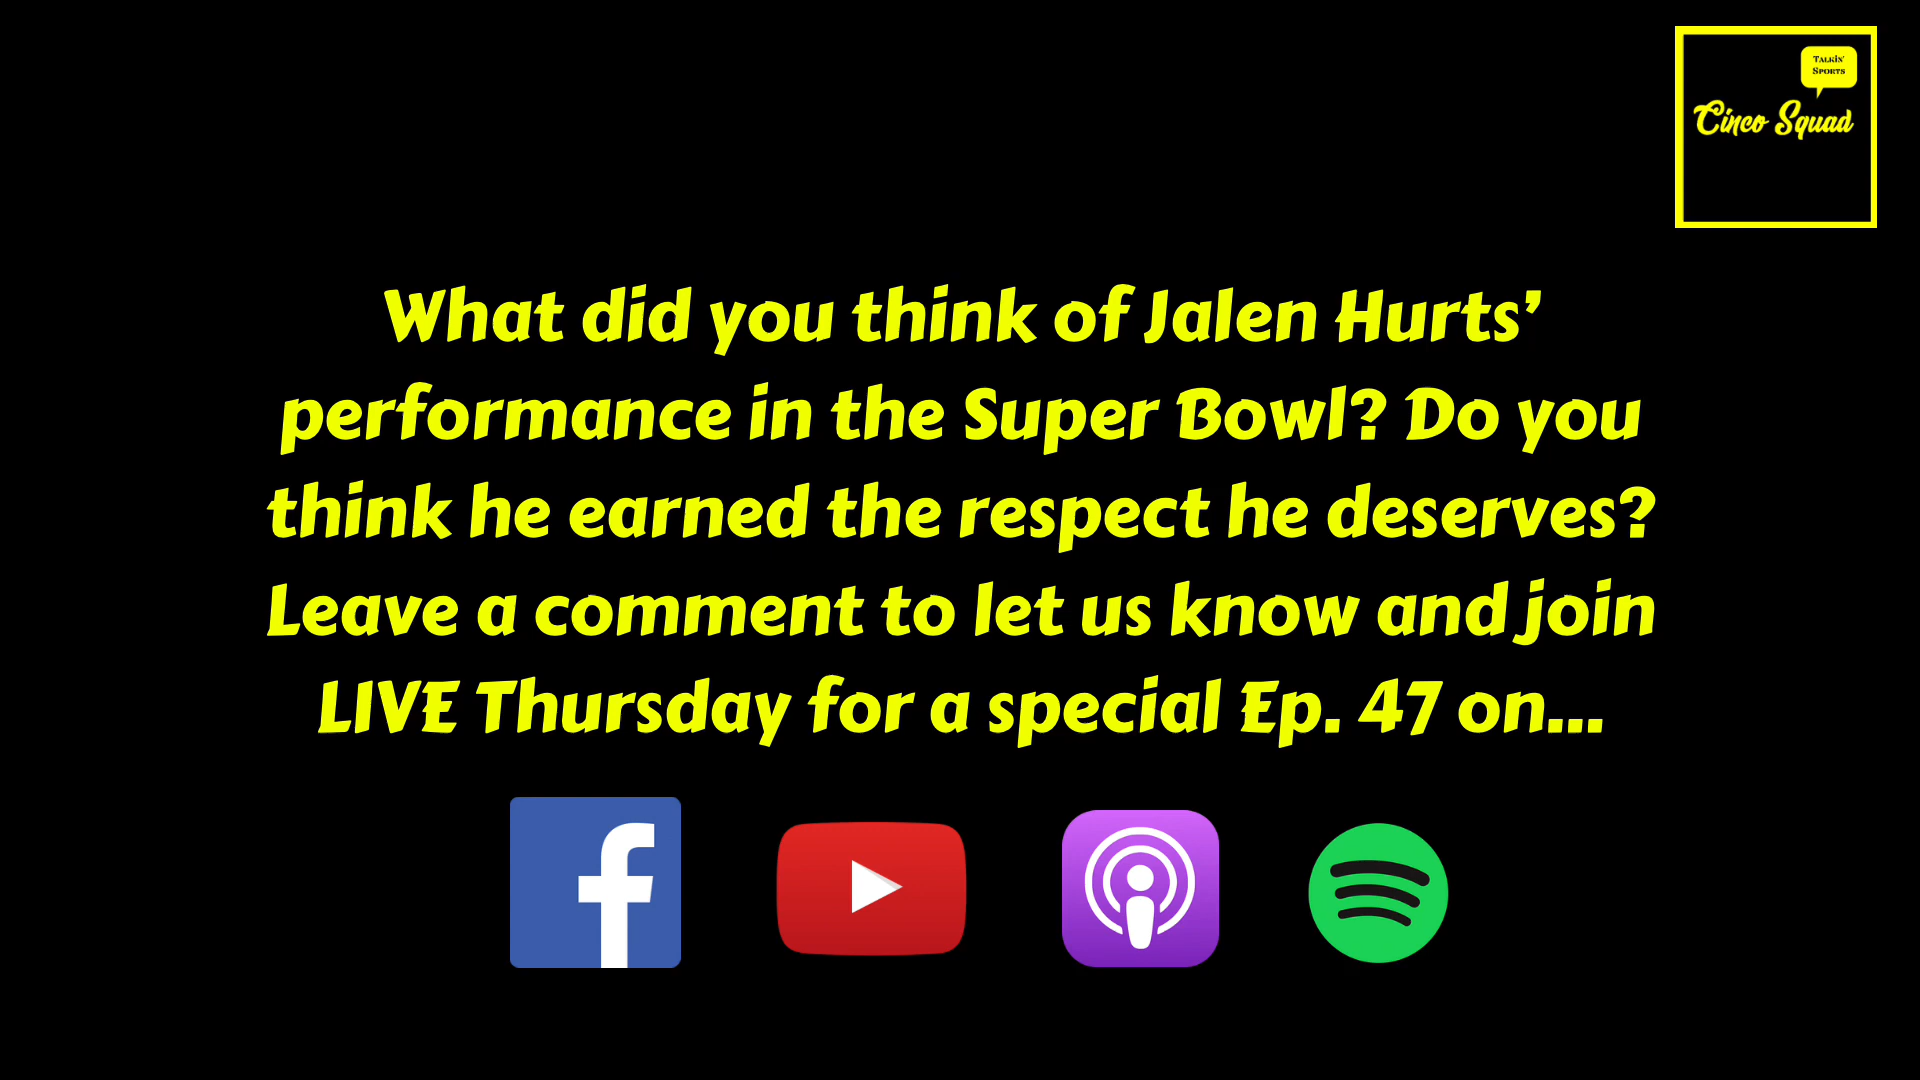 Talkin'
Sports
Cinco Squad
What did you think of Jalen Hurts’
performance in the Super Bowl? Do you
think he earned the respect he deserves?
Leave a comment to let us know and join
LIVE Thursday for a special Ep. 47 on...